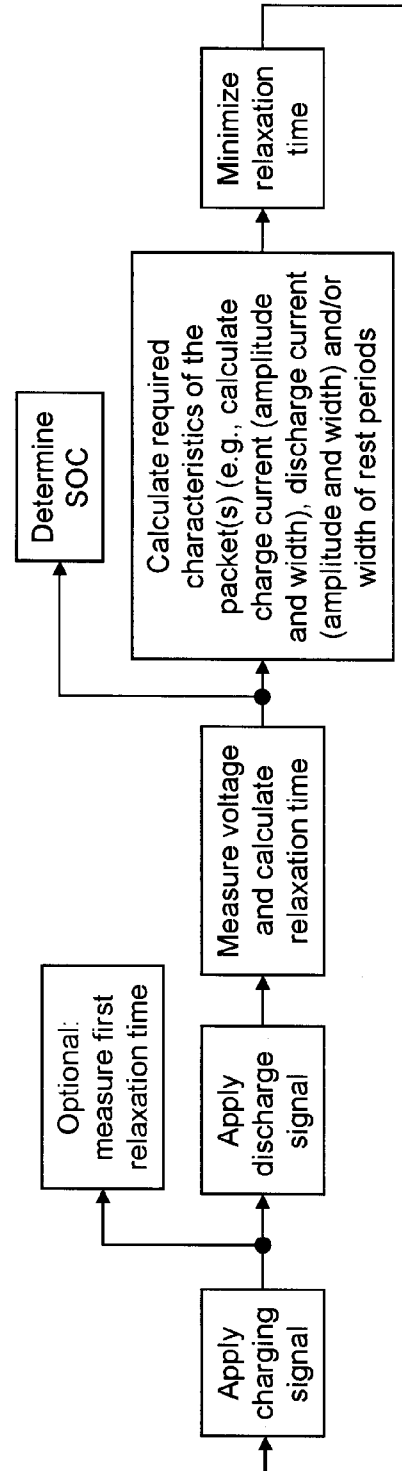 Apply
charging
signal
Optional:
measure first
relaxation time
Apply
discharge
signal
Measure voltage
and calculate
relaxation time
Determine
SOC
Calculate required
characteristics of the
packet(s) (e.g., calculate
charge current (amplitude
and width), discharge current
(amplitude and width) and/or
width of rest periods
Minimize
relaxation
time